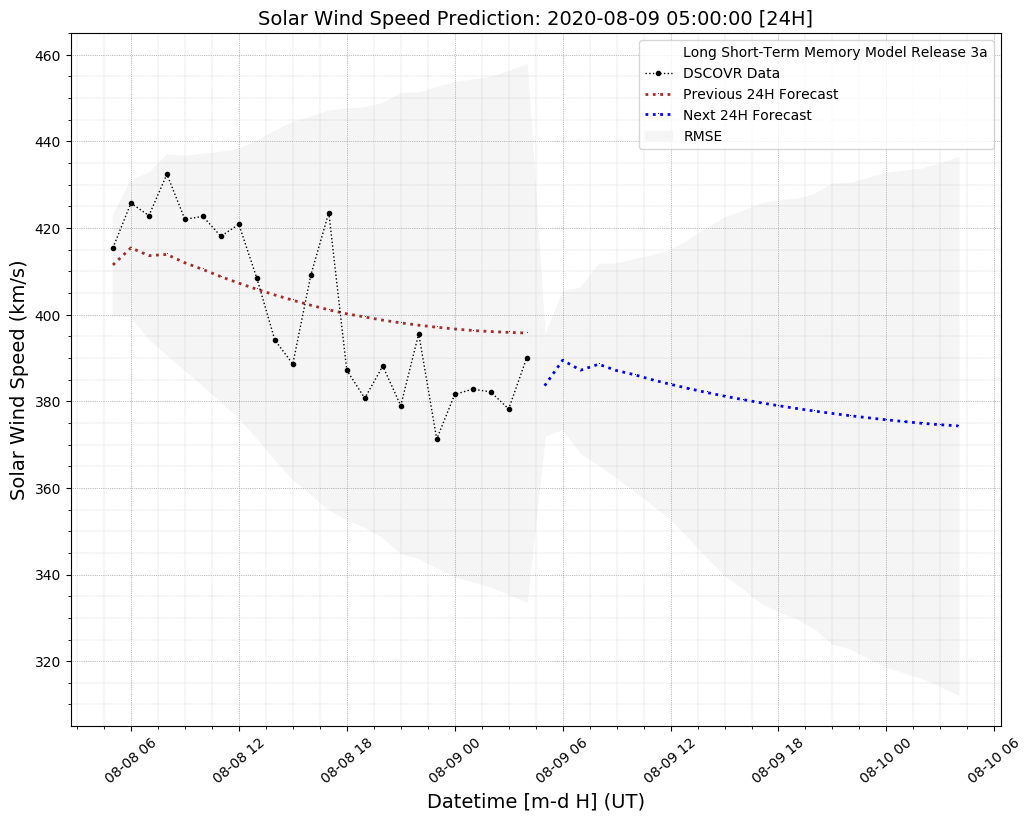 Solar Wind Speed Prediction: 2020-08-09 05:00:00 [24H]
Long Short-Term Memory Model Release 3a
DSCOVR Data
Previous 24H Forecast
Next 24H Forecast
RMSE
Solar Wind Speed (km/s)
460
440
420
400
380
360
340
320
08-08 06
08-08 12
08-08 18
08-09 00
08-09 06
08-09 12
08-09 18
08-10 00
08-10 06
Datetime [m-d H] (UT)